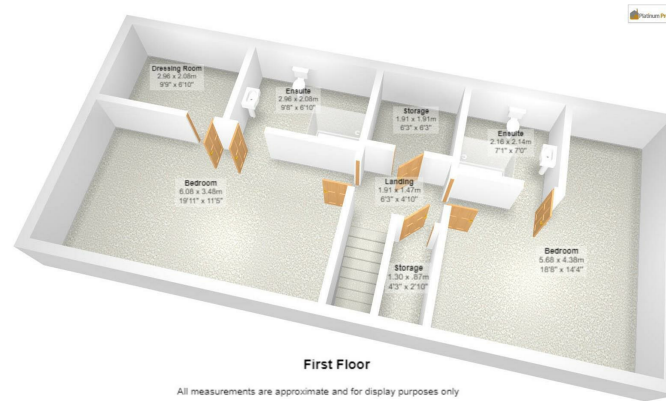 Platinum Pr
Dressing Room
2.96 x 2.08m
9'9" x 6'10"
Ensuite
2.96 x 2.08m
9'8" x 6'10"
Storage
1.91 x 1.91m
6'3" x 6'3"
Ensuite
2.16 x 2.14m
7'1" x 7'0"
Bedroom
6.08 x 3.48m
19'11" x 11'5"
Landing
1.91 x 1.47m
6'3" x 4'10"
Bedroom
5.68 x 4.38m
18'8" x 14'4"
Storage
1.30 x .87m
4'3" x 2'10"
First Floor
All measurements are approximate and for display purposes only